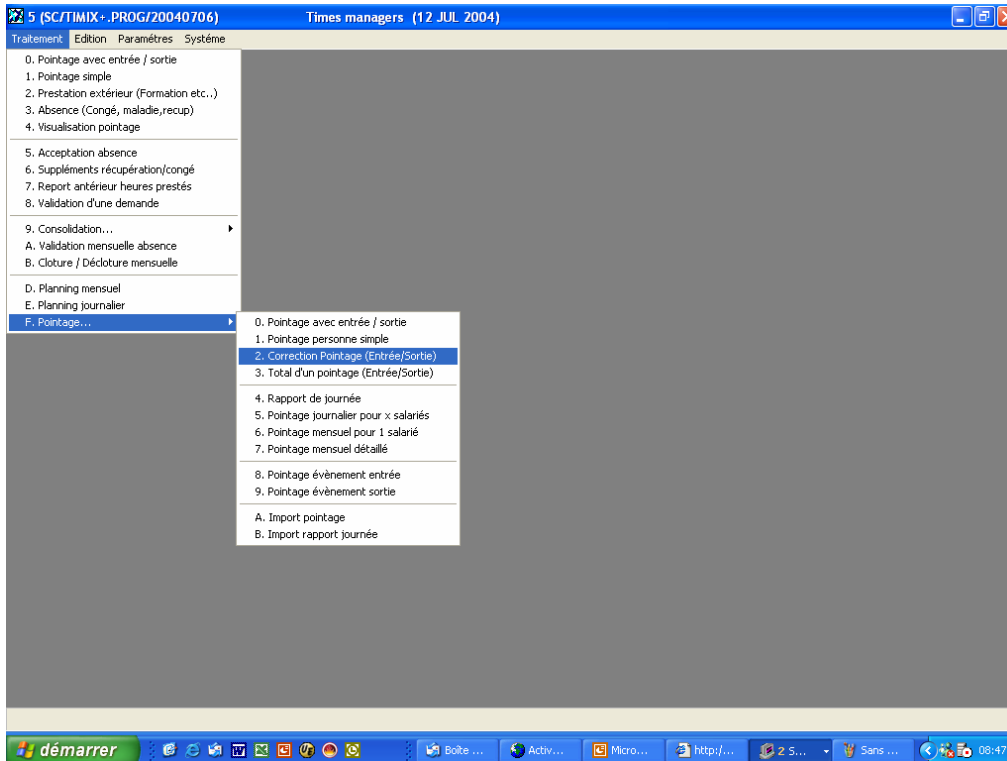 5 (SC/TIMIX+.PROG/20040706) Times managers (12 JUL 2004)
Traitement Edition Paramétres Systéme
0. Pointage avec entrée / sortie
1. Pointage simple
2. Prestation extérieur (Formation etc..)
3. Absence (Congé, maladie,recup)
4. Visualisation pointage
5. Acceptation absence
6. Suppléments récupération/congé
7. Report antérieur heures prestés
8. Validation d'une demande
9. Consolidation...
A. Validation mensuelle absence
B. Cloture / Décloture mensuelle
D. Planning mensuel
E. Planning journalier
F. Pointage...
0. Pointage avec entrée / sortie
1. Pointage personne simple
2. Correction Pointage (Entrée/Sortie)
3. Total d'un pointage (Entrée/Sortie)
4. Rapport de journée
5. Pointage journalier pour x salariés
6. Pointage mensuel pour 1 salarié
7. Pointage mensuel détaillé
8. Pointage évènement entrée
9. Pointage évènement sortie
A. Import pointage
B. Import rapport journée
démarrer Boîte ... Activ... Micro... http:/... 2 S... Sans ... 08:47